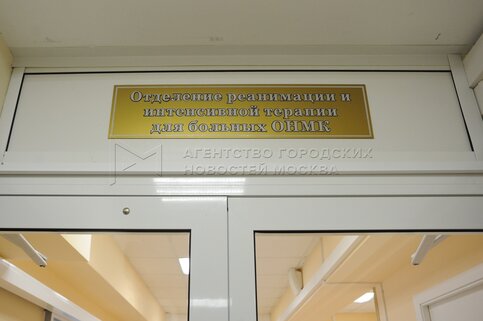 Отделение реанимации и
интенсивной терапии
для больных ОНМК
АГЕНТСТВО ГОРОДСКИХ
НОВОСТЕЙ МОСКВА